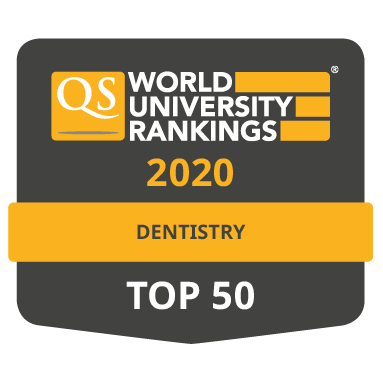 QS WORLD
UNIVERSITY
RANKINGS
®
2020
DENTISTRY
TOP 50